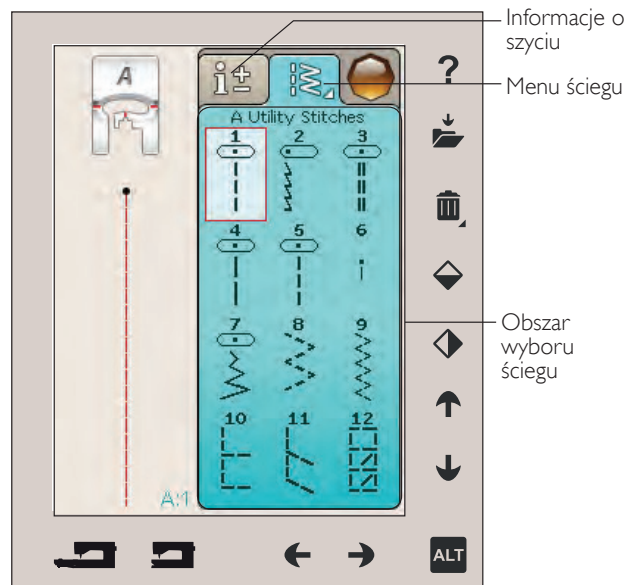 Informacje o
szyciu
Menu ściegu
Obszar
wyboru
ściegu
A
i±
?
A Utility Stitches
1 2 3
4 5 6
7 8 9
10 11 12
A:1
ALT